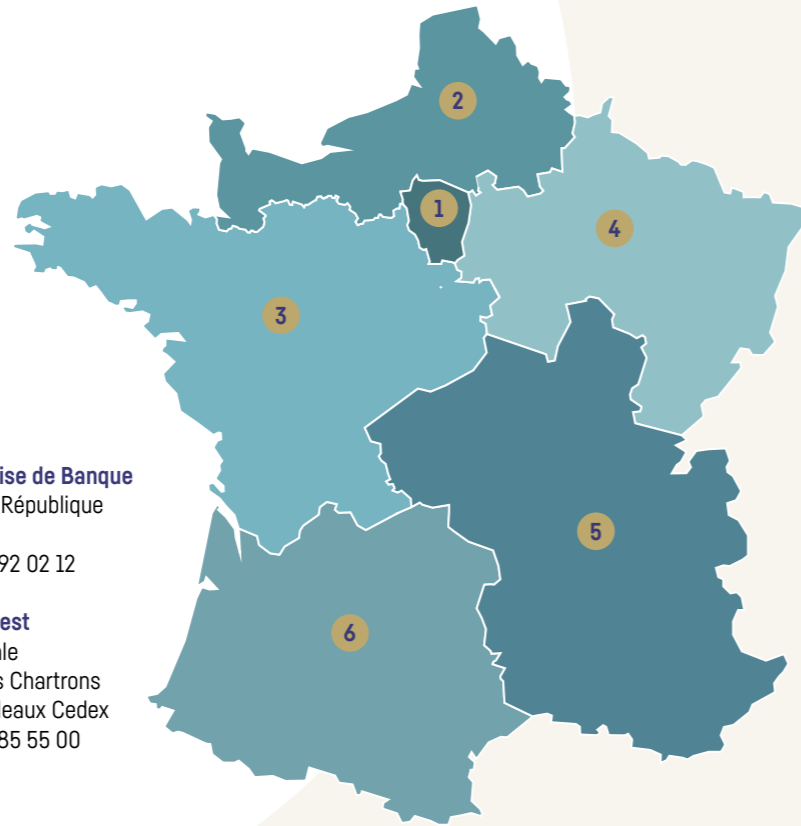 2
1
4
3
5
6
ise de Banque
République
92 02 12
est
ale
s Chartrons
eaux Cedex
85 55 00